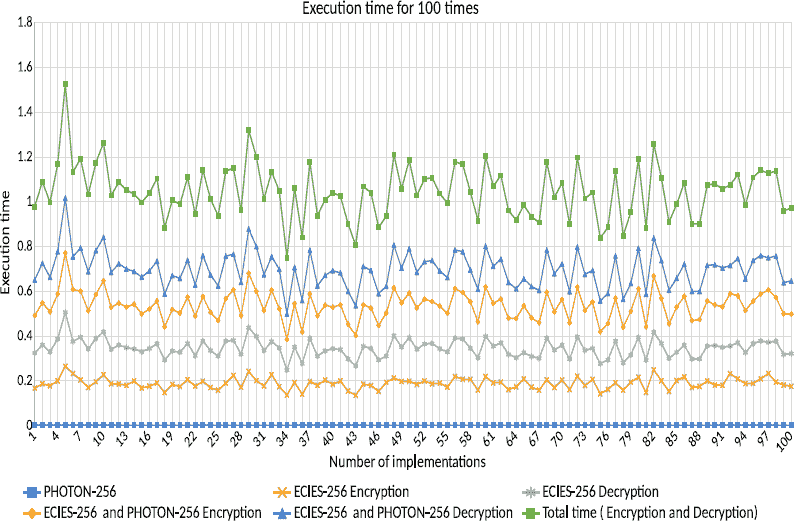 Execution time for 100 times
1.8
1.6
1.4
1.2
1
0.8
0.6
0.4
0.2
0
Execution time
1 4 7 10 13 16 19 22 25 28 31 34 37 40 43 46 49 52 55 58 61 64 67 70 73 76 79 82 85 88 91 94 97 100
Number of implementations
PHOTON-256 ECIES-256 Encryption ECIES-256 Decryption
ECIES-256 and PHOTON-256 Encryption ECIES-256 and PHOTON-256 Decryption Total time ( Encryption and Decryption)